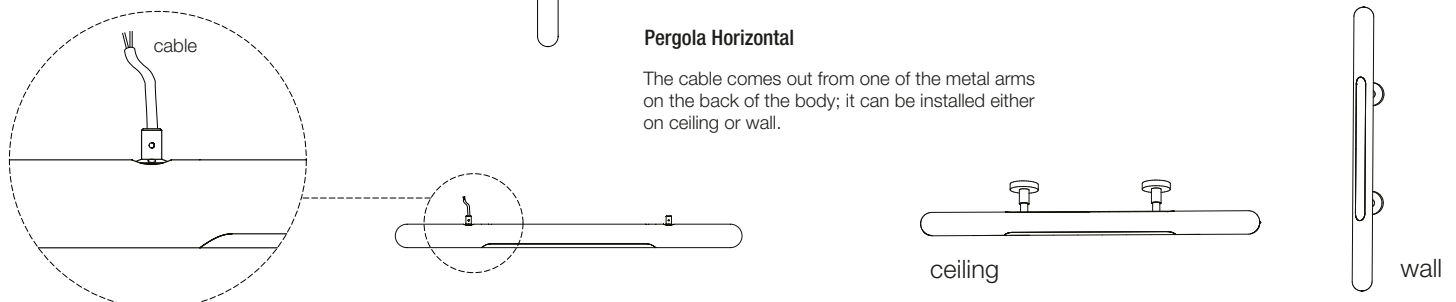 cable
Pergola Horizontal
The cable comes out from one of the metal arms
on the back of the body; it can be installed either
on ceiling or wall.
ceiling
wall